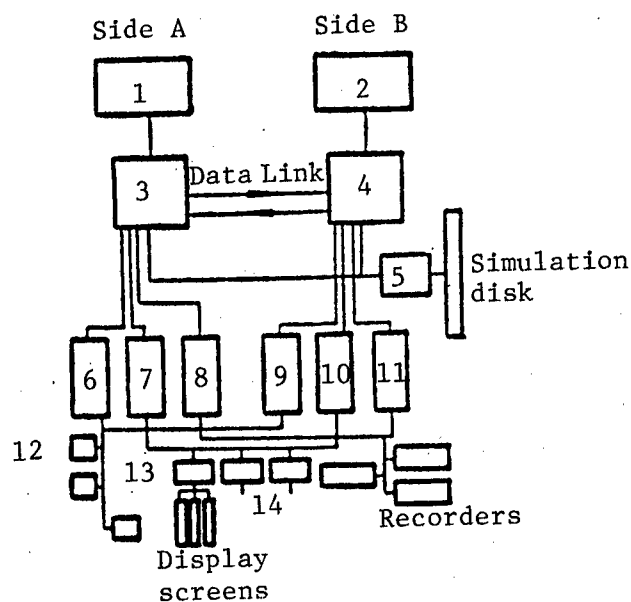 Side A
Side B
1
2
3
Data Link
4
5
Simulation
disk
6
7
8
9
10
11
12
13
14
Recorders
Display
screens